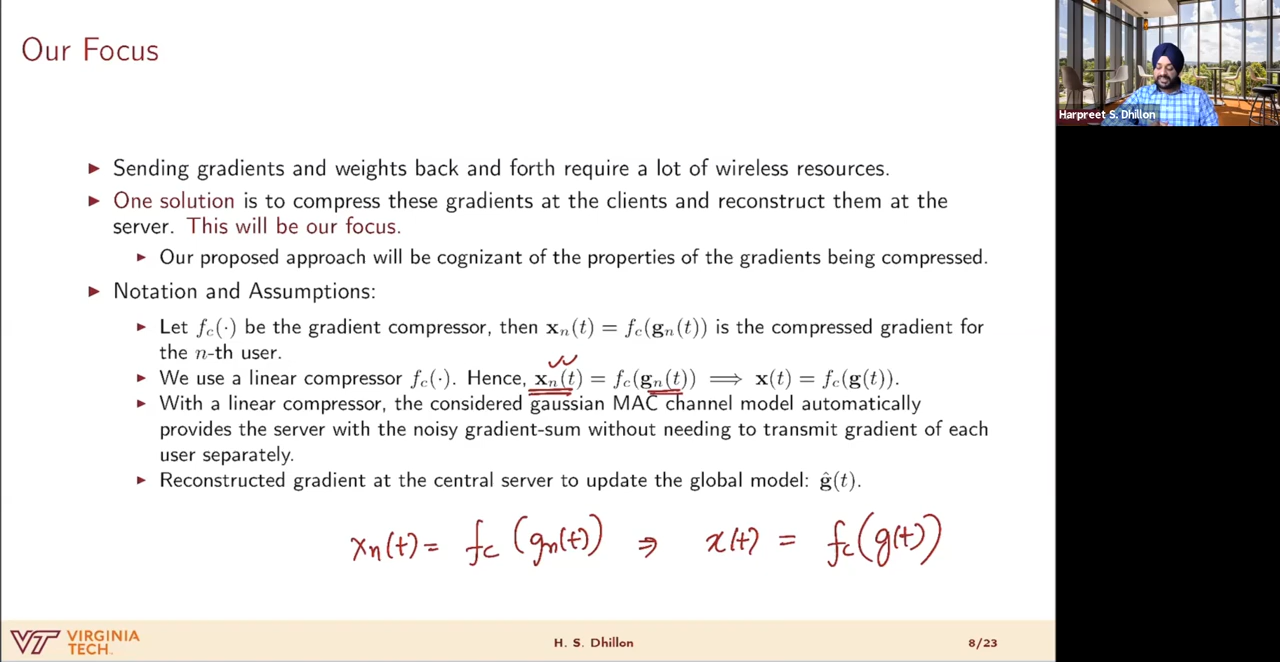 Our Focus
Harpreet S. Dhillon
▶ Sending gradients and weights back and forth require a lot of wireless resources.
▶ One solution is to compress these gradients at the clients and reconstruct them at the
server. This will be our focus.
▶ Our proposed approach will be cognizant of the properties of the gradients being compressed.
▶ Notation and Assumptions:
▶ Let f_c(·) be the gradient compressor, then x_n(t) = f_c(g_n(t)) is the compressed gradient for
the n-th user.
▶ We use a linear compressor f_c(·). Hence, x_n(t) = f_c(g_n(t)) ⟹ x(t) = f_c(g(t)).
▶ With a linear compressor, the considered gaussian MAC channel model automatically
provides the server with the noisy gradient-sum without needing to transmit gradient of each
user separately.
▶ Reconstructed gradient at the central server to update the global model: ĝ(t).
x_n(t) = f_c(g_n(t)) ⇒ x(t) = f_c(g(t))
VT VIRGINIA
TECH.
H. S. Dhillon
8/23